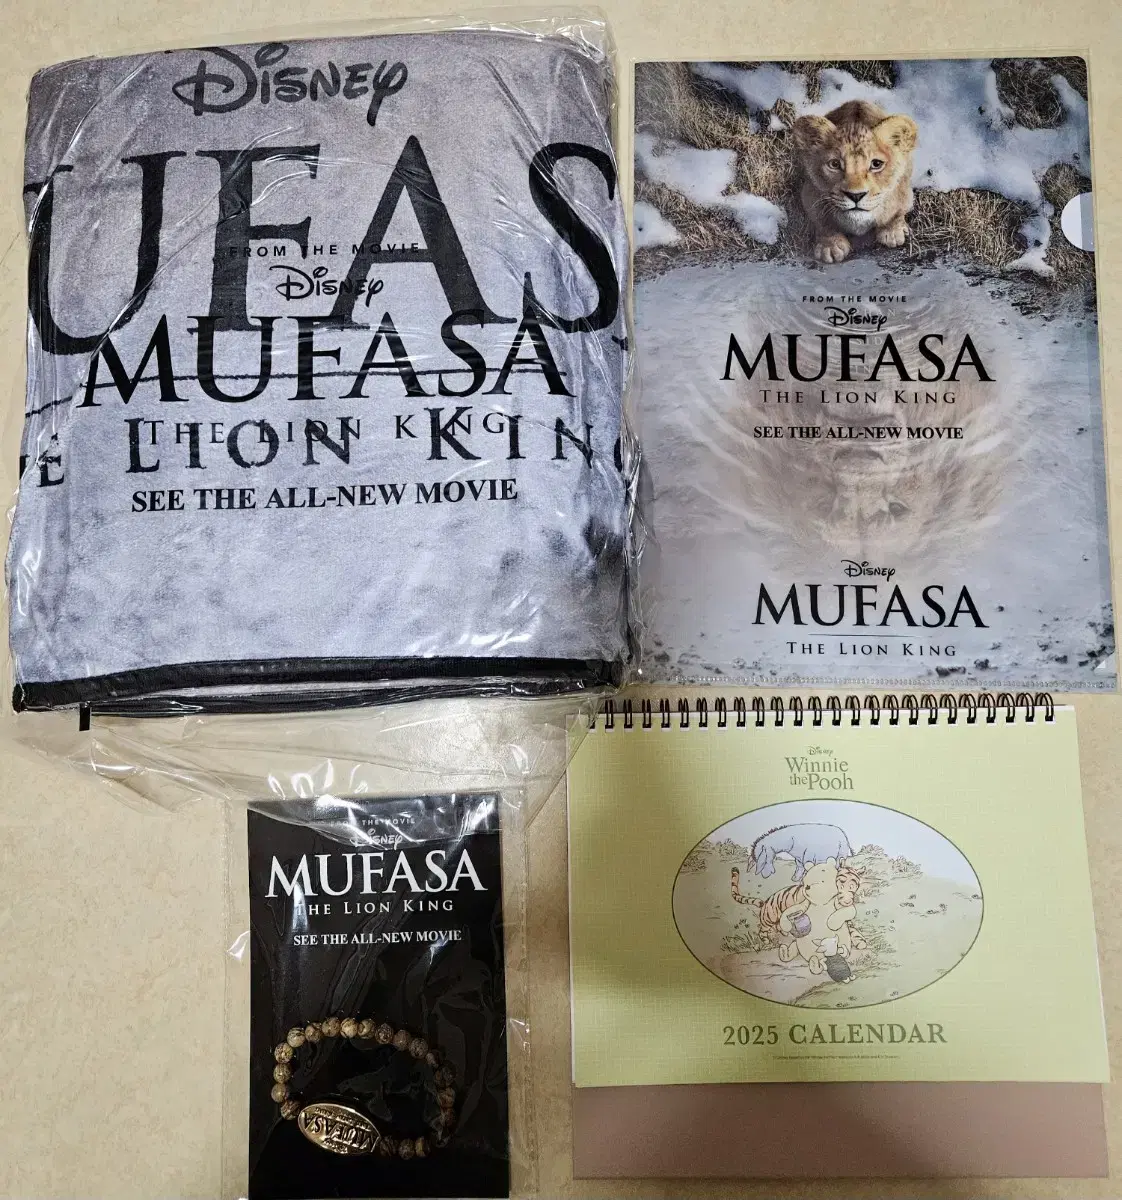 Disney
UFAS
FROM THE MOVIE
Disney
MUFASA
THE LION KING
LION KIN
SEE THE ALL-NEW MOVIE
FROM THE MOVIE
Disney
MUFASA
THE LION KING
SEE THE ALL-NEW MOVIE
Disney
MUFASA
THE LION KING
FROM THE MOVIE
Disney
MUFASA
THE LION KING
SEE THE ALL-NEW MOVIE
MUFASA
Disney
Winnie
the Pooh
2025 CALENDAR